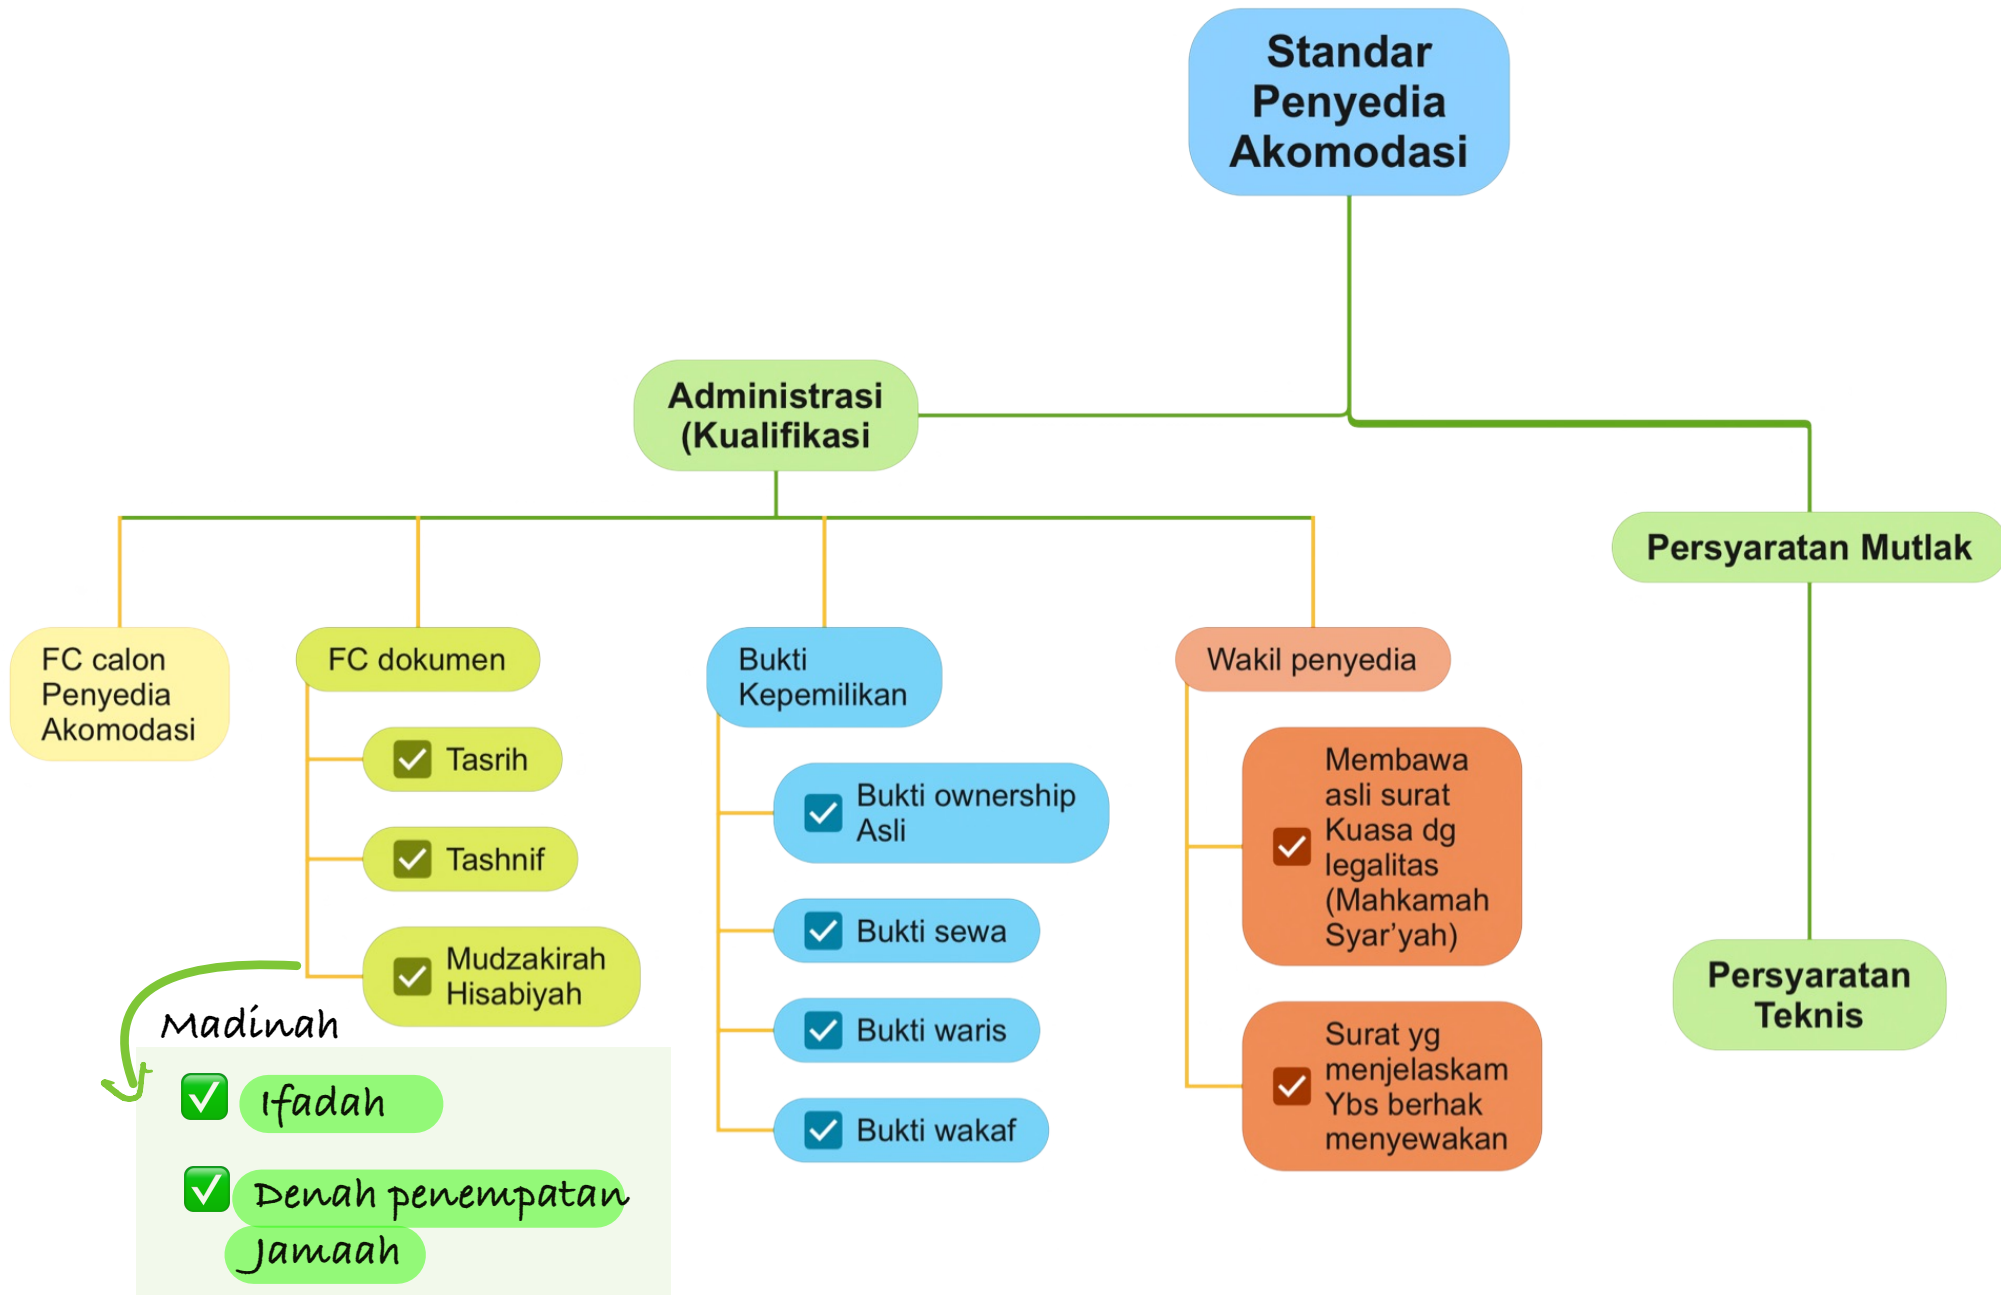 Standar
Penyedia
Akomodasi
Administrasi
(Kualifikasi
Persyaratan Mutlak
FC calon
Penyedia
Akomodasi
FC dokumen
Tasrih
Tashnif
Mudzakirah
Hisabiyah
Madinah
Ifadah
Denah penempatan
Jamaah
Bukti
Kepemilikan
Bukti ownership
Asli
Bukti sewa
Bukti waris
Bukti wakaf
Wakil penyedia
Membawa
asli surat
Kuasa dg
legalitas
(Mahkamah
Syar’yah)
Surat yg
menjelaskam
Ybs berhak
menyewakan
Persyaratan
Teknis